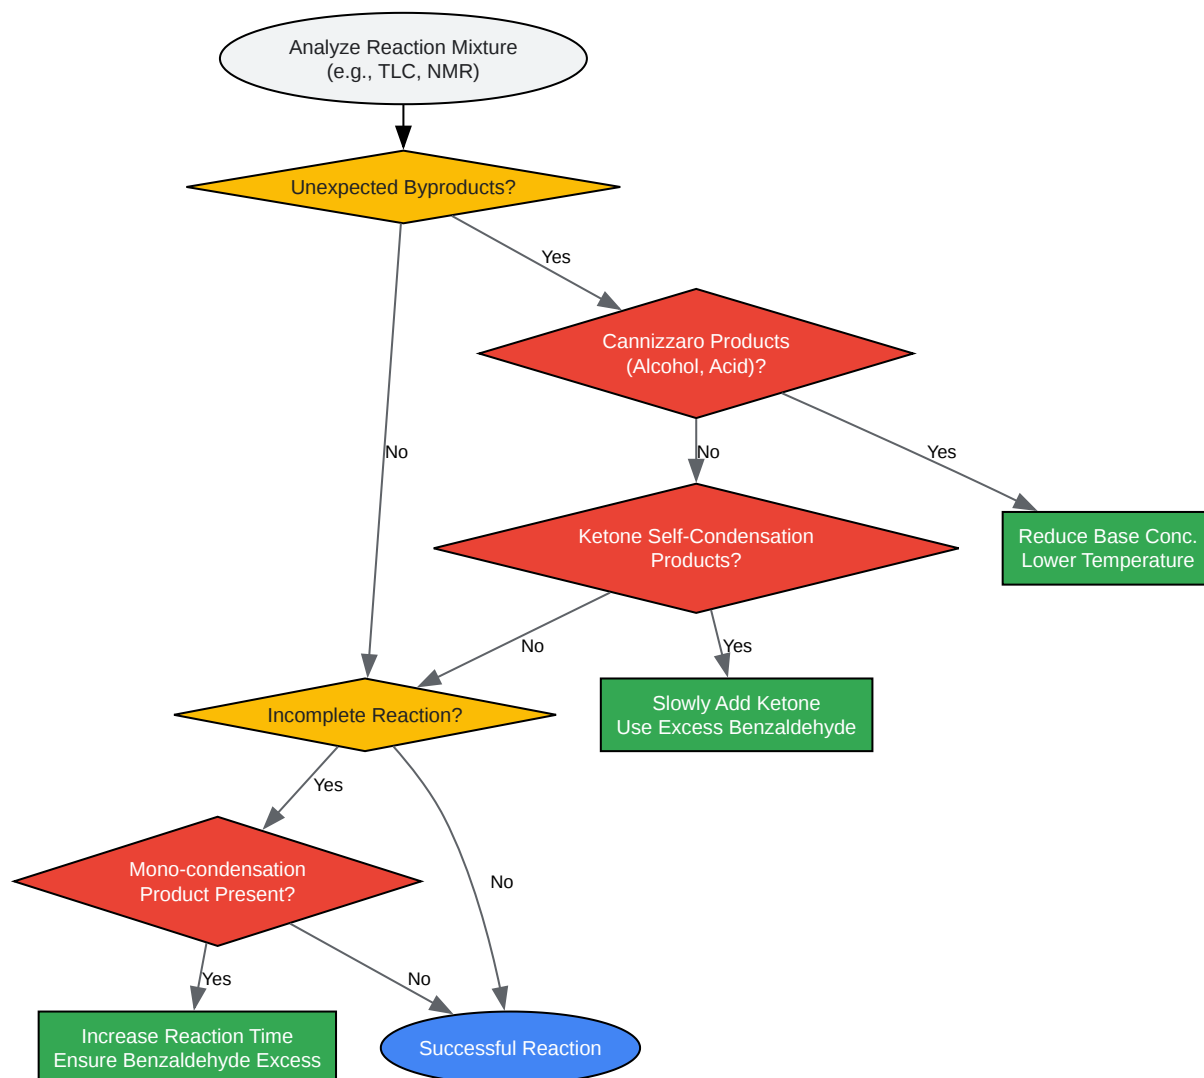 Analyze Reaction Mixture
(e.g., TLC, NMR)
Unexpected Byproducts?
Yes
Cannizzaro Products
(Alcohol, Acid)?
No
No
Yes
Ketone Self-Condensation
Products?
Reduce Base Conc.
Lower Temperature
No
Yes
Slowly Add Ketone
Use Excess Benzaldehyde
Incomplete Reaction?
Yes
Mono-condensation
Product Present?
No
Yes
No
Increase Reaction Time
Ensure Benzaldehyde Excess
Successful Reaction